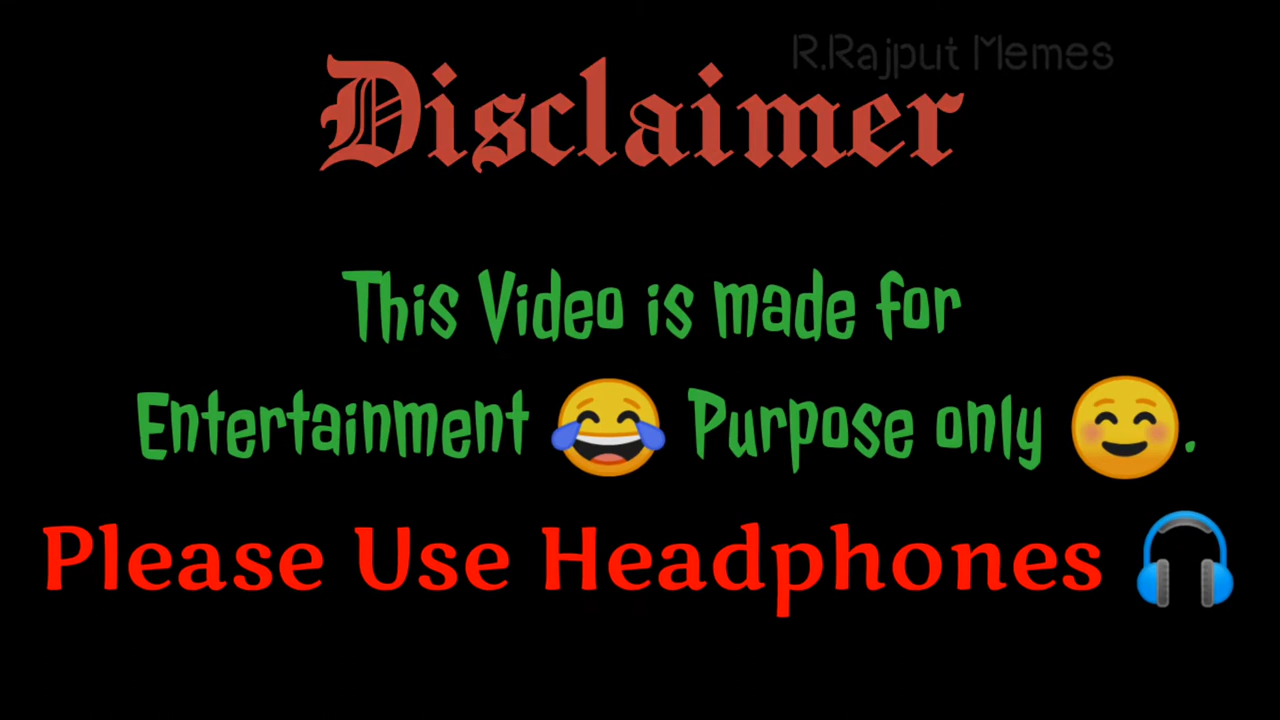 R.Rajput Memes
Disclaimer
This Video is made for
Entertainment 😂 Purpose only ☺️.
Please Use Headphones 🎧